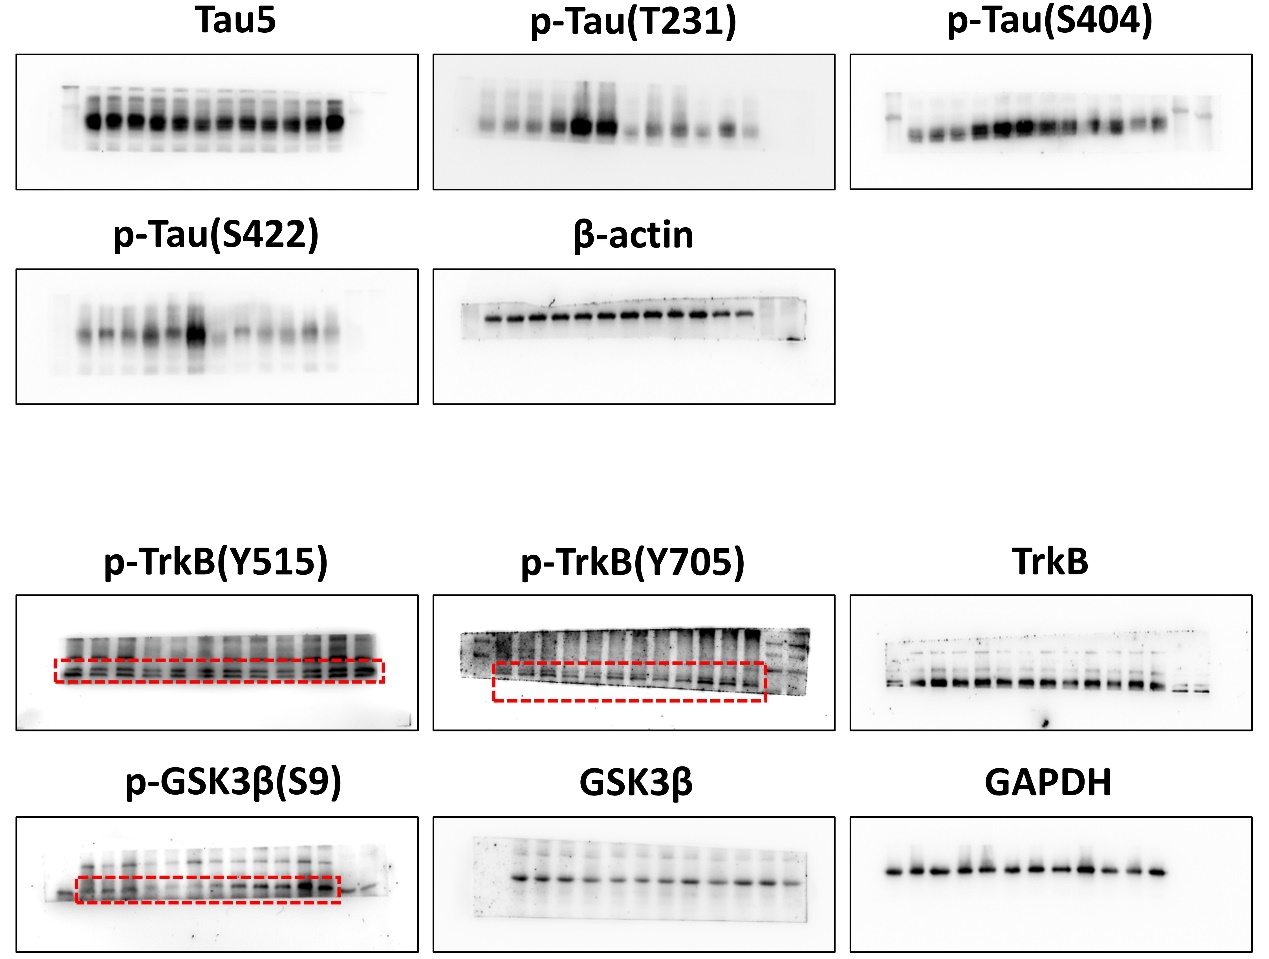 Tau5
p-Tau(T231)
p-Tau(S404)
p-Tau(S422)
β-actin
p-TrkB(Y515)
p-TrkB(Y705)
TrkB
p-GSK3β(S9)
GSK3β
GAPDH